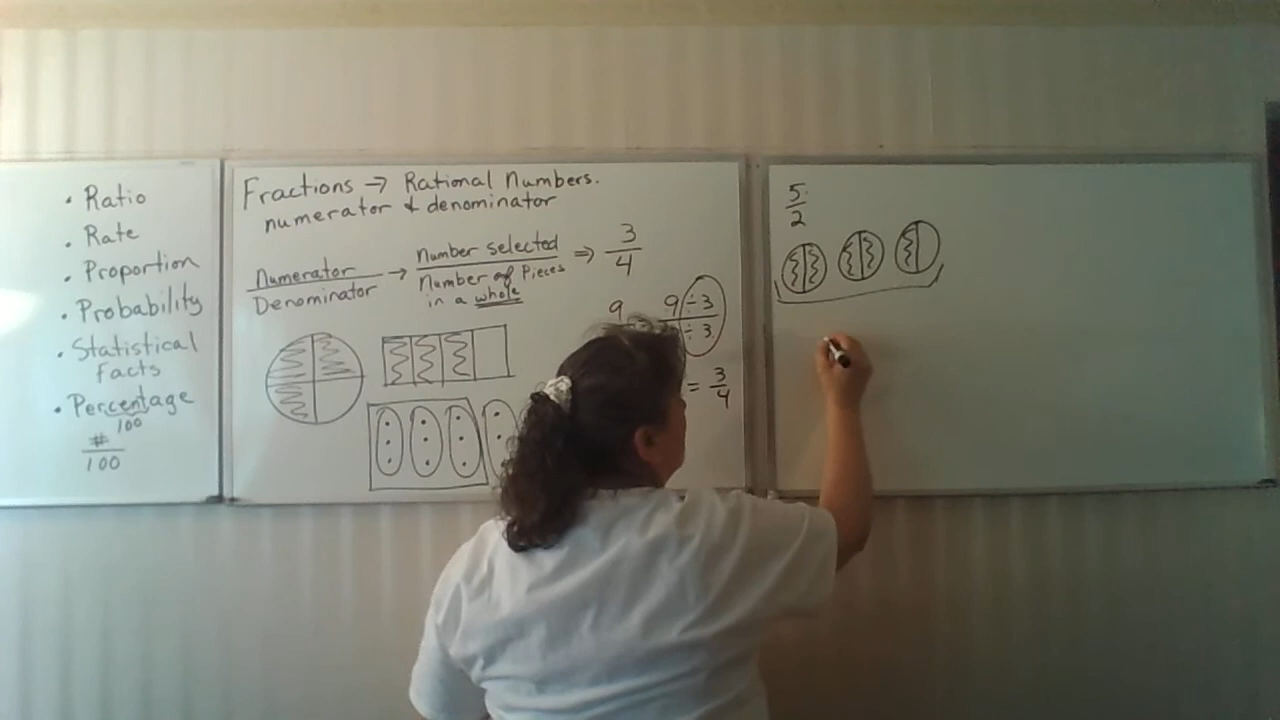 • Ratio
• Rate
• Proportion
• Probability
• Statistical
Facts
• Percentage
100
#
100
Fractions → Rational Numbers.
numerator & denominator
Numerator
Denominator
→
Number selected
Number of Pieces
in a whole
⇒
3
4
9
9 ÷ 3
÷ 3
= 3
4
5
2